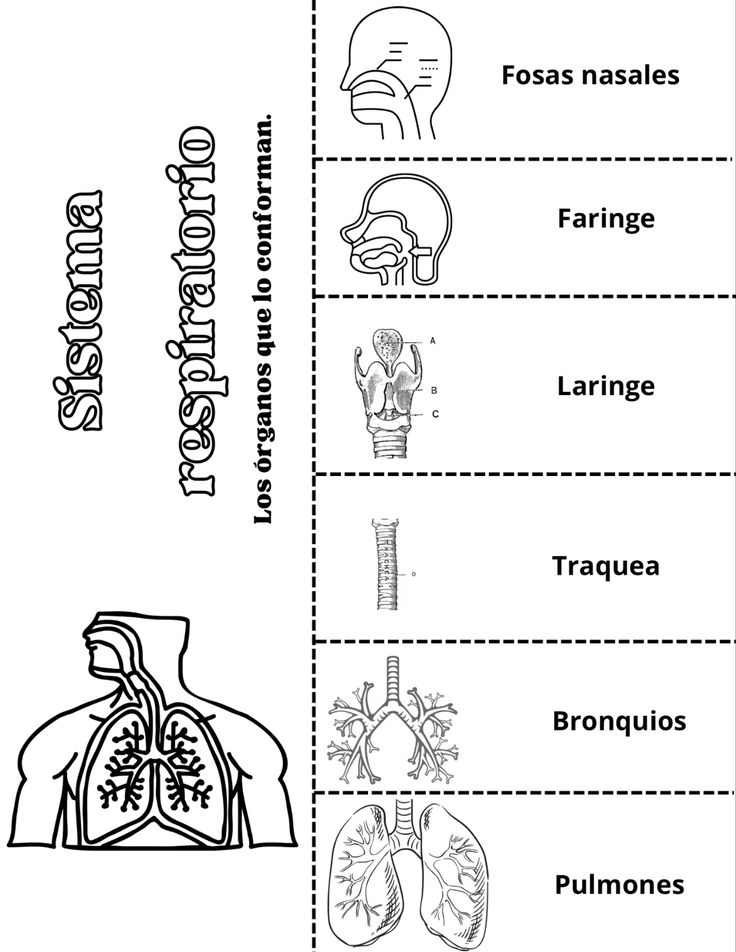 Sistema
respiratorio
Los órganos que lo conforman.
Fosas nasales
Faringe
A
B
C
Laringe
D
Traquea
Bronquios
Pulmones